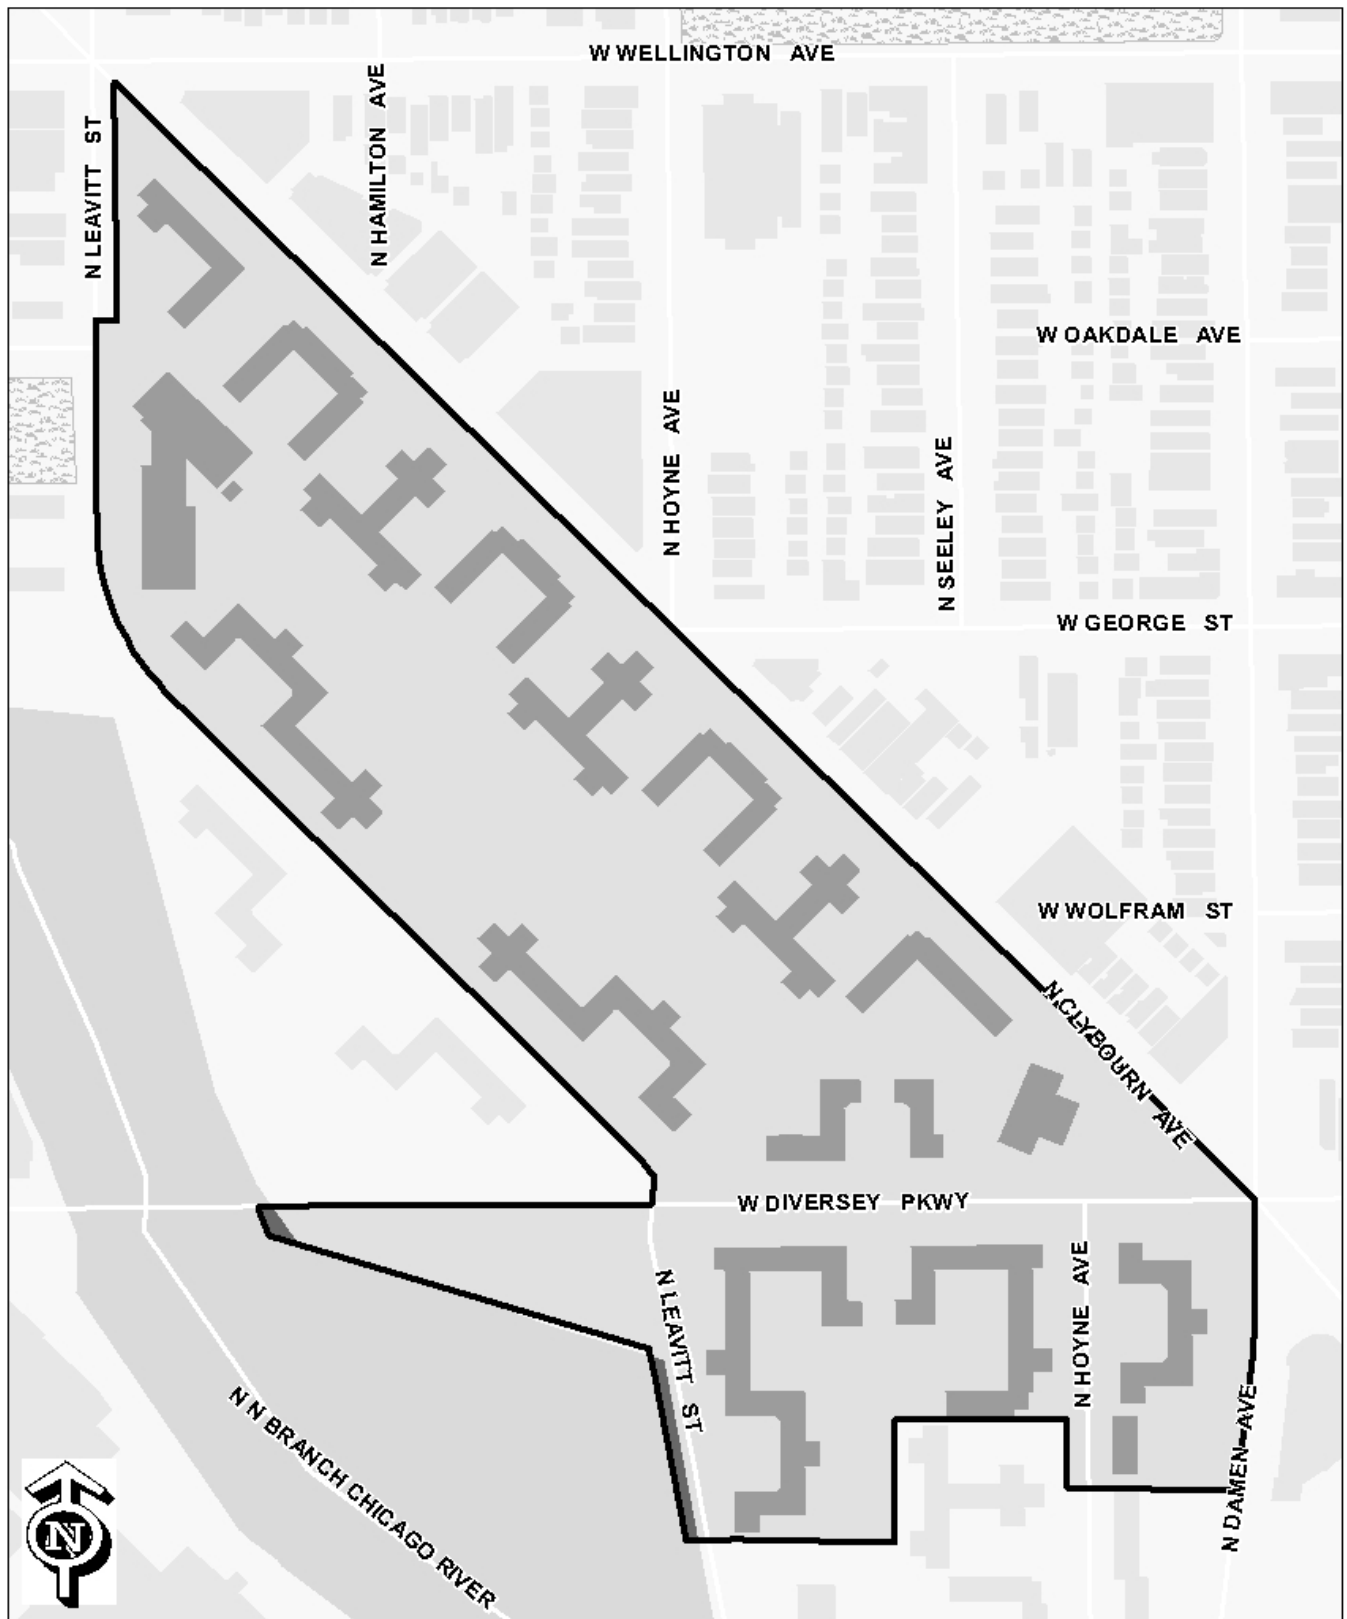 W WELLINGTON AVE
N HAMILTON AVE
N LEAVITT ST
W OAKDALE AVE
N HOYNE AVE
N SEELEY AVE
W GEORGE ST
W WOLFRAM ST
N CLYBOURN AVE
W DIVERSEY PKWY
N LEAVITT ST
N HOYNE AVE
N DAMEN AVE
N N BRANCH CHICAGO RIVER
N